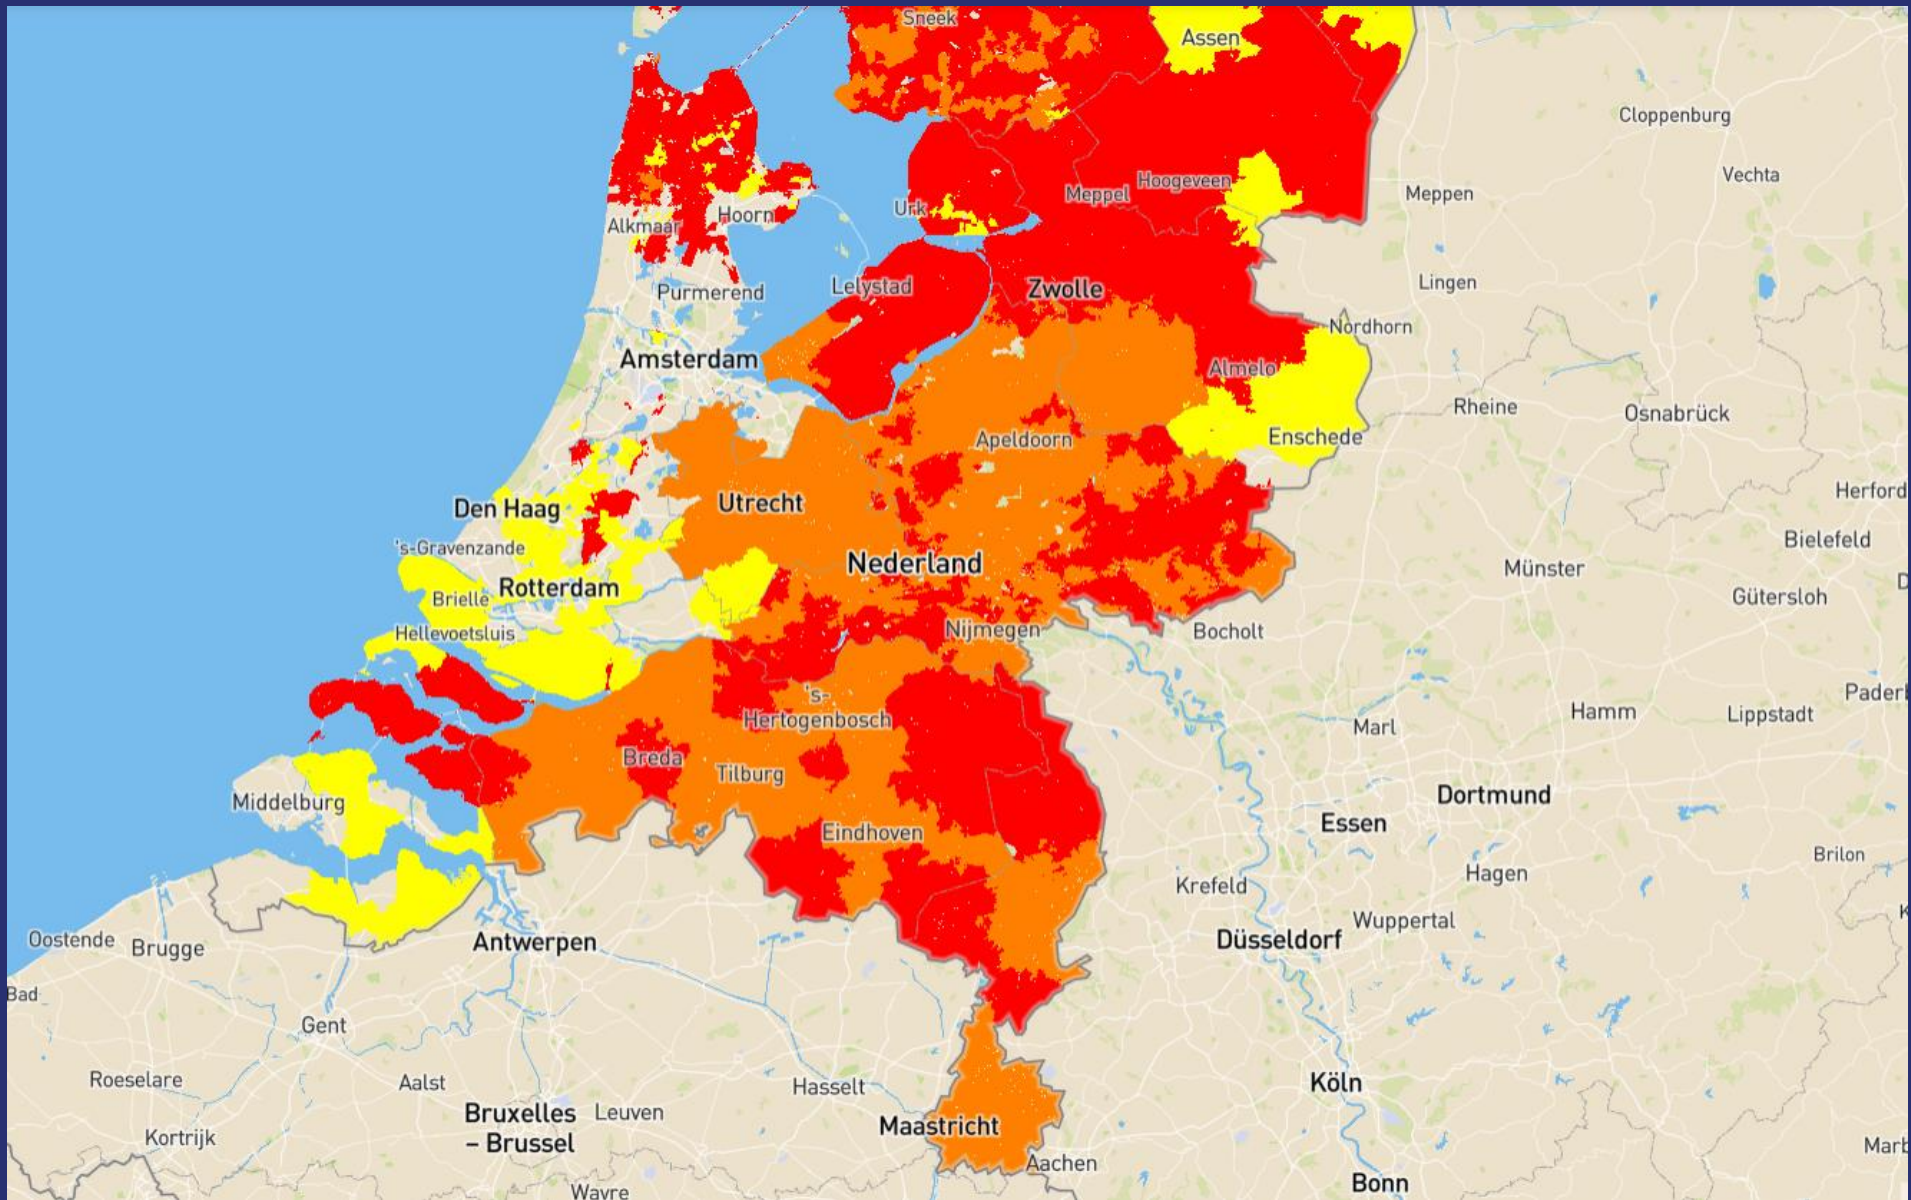 Sneek
Assen
Cloppenburg
Vechta
Meppel
Hoogeveen
Meppen
Urk
Hoorn
Alkmaar
Lingen
Lelystad
Zwolle
Purmerend
Nordhorn
Amsterdam
Almelo
Rheine
Osnabrück
Apeldoorn
Enschede
Herford
Utrecht
Den Haag
Bielefeld
's-Gravenzande
Nederland
Münster
Rotterdam
Gütersloh
Brielle
Hellevoetsluis
Nijmegen
Bocholt
's-
Hertogenbosch
Paderl
Hamm
Lippstadt
Marl
Breda
Tilburg
Dortmund
Middelburg
Essen
Eindhoven
Brilon
Hagen
Krefeld
Wuppertal
Oostende
Brugge
Antwerpen
Düsseldorf
Bad
Gent
Roeselare
Aalst
Hasselt
Köln
Bruxelles
– Brussel
Leuven
Maastricht
Kortrijk
Marb
Aachen
Bonn
Wavre